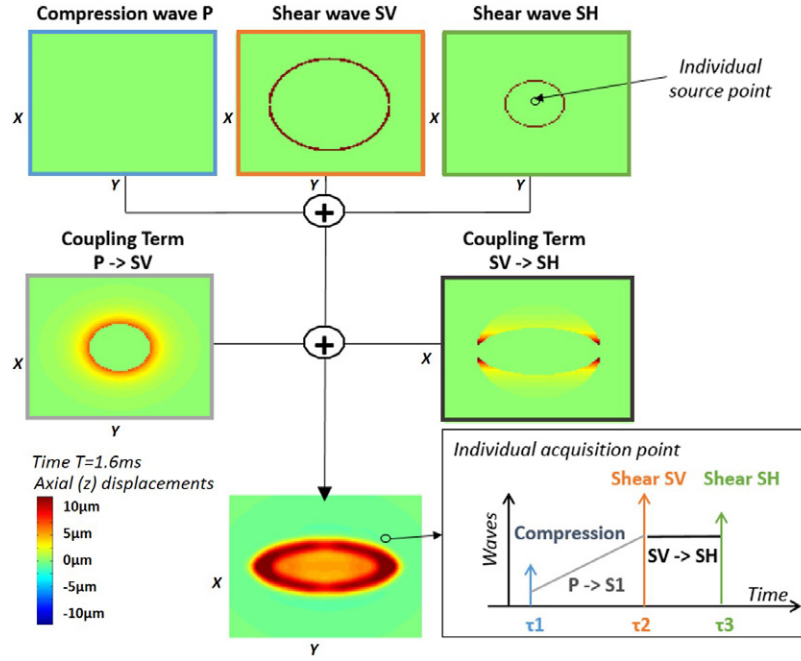 Compression wave P
Shear wave SV
Shear wave SH
Individual
source point
X
X
X
Y
Y
Y
+
Coupling Term
P -> SV
Coupling Term
SV -> SH
+
X
X
Y
Time T=1.6ms
Axial (z) displacements
10µm
5µm
0µm
-5µm
-10µm
X
Y
Individual acquisition point
Shear SV
Shear SH
Compression
Waves
P -> S1
SV -> SH
Time
τ1
τ2
τ3